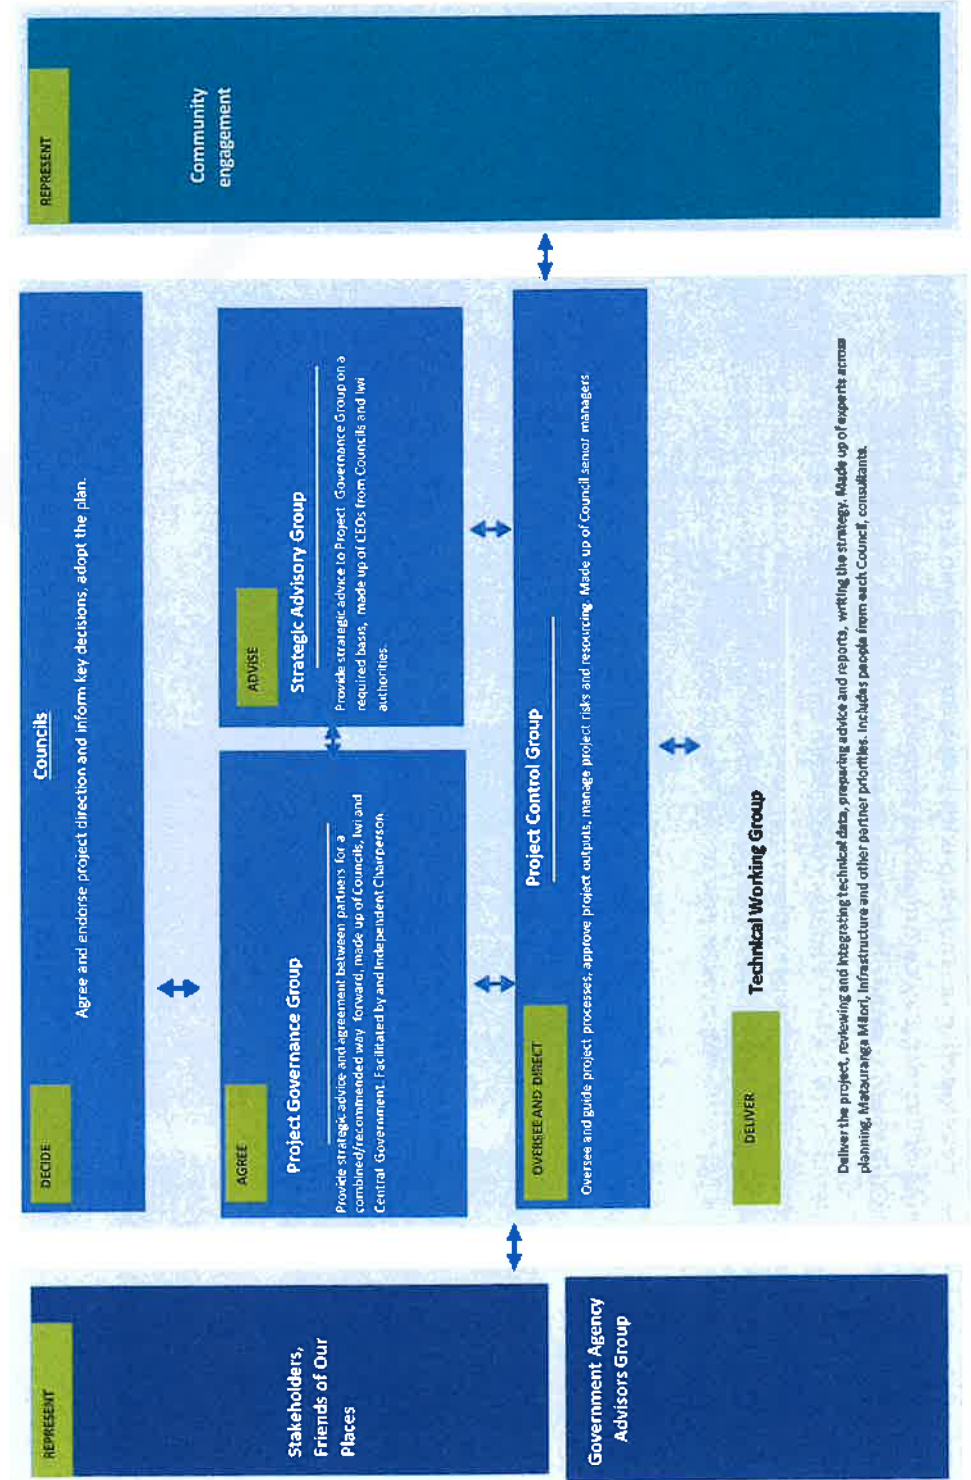 REPRESENT
Stakeholders,
Friends of Our
Places
Government Agency
Advisors Group
DECIDE
Councils
Agree and endorse project direction and inform key decisions, adopt the plan.
AGREE
Project Governance Group
Provide strategic advice and agreement between partners for a
combined/recommended way forward, made up of Councils, Iwi and
Central Government. Facilitated by and Independent Chairperson
ADVISE
Strategic Advisory Group
Provide strategic advice to Project Governance Group on a
required basis, made up of CEOs from Councils and Iwi
authorities.
OVERSEE AND DIRECT
Project Control Group
Oversee and guide project processes, approve project outputs, manage project risks and resourcing. Made up of Council senior managers
DELIVER
Technical Working Group
Deliver the project, reviewing and integrating technical data, preparing advice and reports, writing the strategy. Made up of experts across
planning, Matauranga Māori, Infrastructure and other partner priorities. Includes people from each Council, consultants.
REPRESENT
Community
engagement